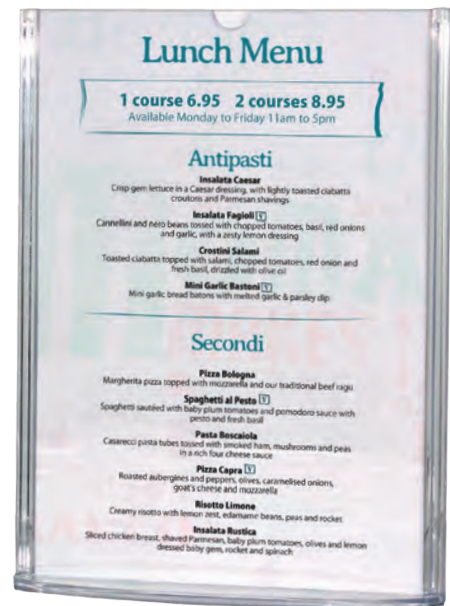 Lunch Menu
1 course 6.95 2 courses 8.95
Available Monday to Friday 11am to 5pm
Antipasti
Insalata Caesar
Crisp gem lettuce in a Caesar dressing, with lightly toasted ciabatta
croutons and Parmesan shavings
Insalata Fagioli V
Cannellini and nero beans tossed with chopped tomatoes, basil, red onions
and garlic, with a zesty lemon dressing
Crostini Salami
Toasted ciabatta topped with salami, chopped tomatoes, red onion and
fresh basil, drizzled with olive oil
Mini Garlic Bastoni V
Mini garlic bread batons with melted garlic & parsley dip
Secondi
Pizza Bologna
Margherita pizza topped with mozzarella and our traditional beef ragú
Spaghetti al Pesto V
Spaghetti sautéed with baby plum tomatoes and pomodoro sauce with
pesto and fresh basil
Pasta Boscaiola
Casarecci pasta tubes tossed with smoked ham, mushrooms and peas
in a rich four cheese sauce
Pizza Capra V
Roasted aubergines and peppers, olives, caramelised onions,
goat's cheese and mozzarella
Risotto Limone
Creamy risotto with lemon zest, edamame beans, peas and rocket
Insalata Rustica
Sliced chicken breast, shaved Parmesan, baby plum tomatoes, olives and lemon
dressed baby gem, rocket and spinach